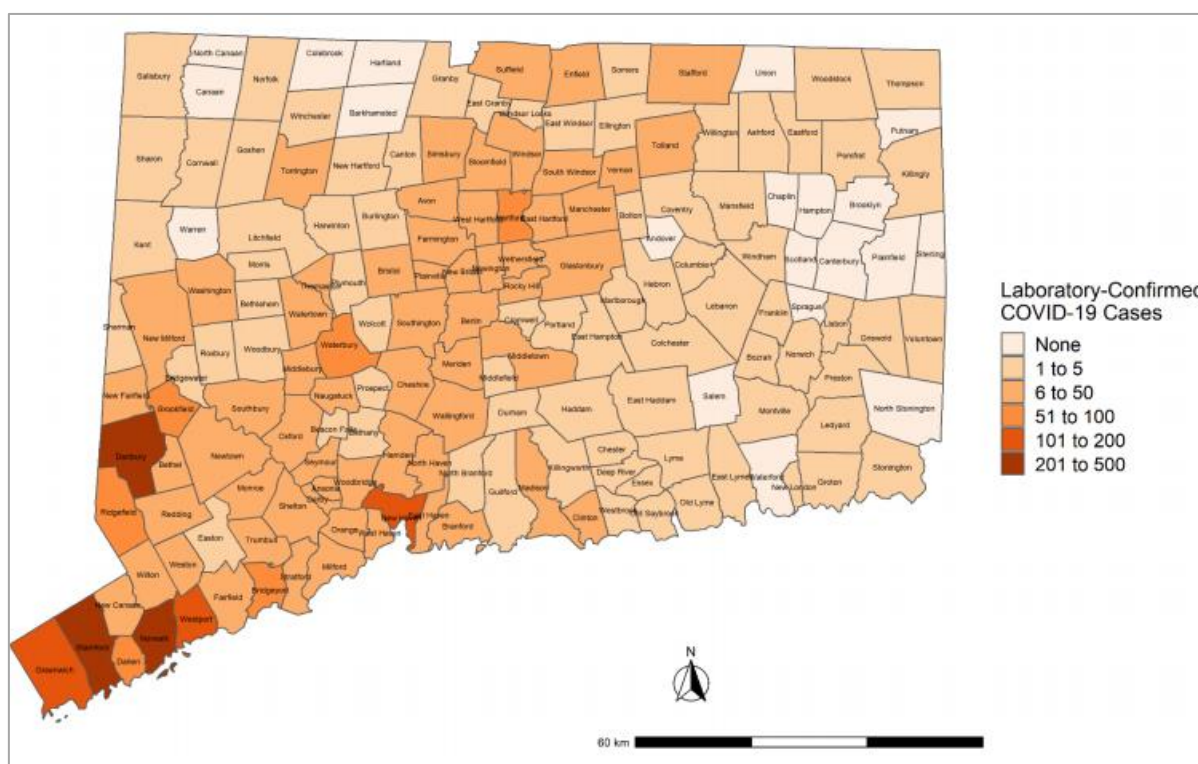 North Canaan
Colebrook
Hartland
Salisbury
Norfolk
Canaan
Granby
Suffield
Enfield
Somers
Stafford
Union
Woodstock
Thompson
East Granby
Windsor Locks
Winchester
Barkhamsted
East Windsor
Ellington
Willington
Ashford
Eastford
Putnam
Sharon
Cornwall
Goshen
Torrington
New Hartford
Canton
Simsbury
Bloomfield
Windsor
South Windsor
Vernon
Tolland
Pomfret
Killingly
Kent
Warren
Litchfield
Harwinton
Burlington
Avon
West Hartford
Hartford
East Hartford
Manchester
Bolton
Coventry
Mansfield
Chaplin
Hampton
Brooklyn
Andover
Farmington
Morris
Plymouth
Bristol
Plainville
New Britain
Newington
Wethersfield
Glastonbury
Rocky Hill
Columbia
Windham
Scotland
Canterbury
Plainfield
Sterling
Washington
Bethlehem
Thomaston
Watertown
Wolcott
Southington
Berlin
Cromwell
Portland
Marlborough
Hebron
Lebanon
Franklin
Sprague
Lisbon
Griswold
Voluntown
Sherman
New Milford
Roxbury
Woodbury
Waterbury
Middlebury
East Hampton
Colchester
Bozrah
Norwich
Preston
Bridgewater
Naugatuck
Prospect
Cheshire
Meriden
Middlefield
Middletown
New Fairfield
Brookfield
Southbury
Beacon Falls
Bethany
Wallingford
Durham
Haddam
East Haddam
Salem
Montville
Ledyard
North Stonington
Danbury
Bethel
Newtown
Oxford
Seymour
Hamden
North Haven
Woodbridge
Ansonia
Derby
North Branford
Guilford
Madison
Killingworth
Chester
Deep River
Essex
Lyme
East Lyme
Waterford
New London
Groton
Stonington
Ridgefield
Redding
Monroe
Shelton
New Haven
East Haven
Branford
Clinton
Westbrook
Old Saybrook
Old Lyme
Easton
Trumbull
Orange
West Haven
Milford
Wilton
Weston
Fairfield
Bridgeport
Stratford
New Canaan
Westport
Greenwich
Stamford
Darien
Norwalk
Laboratory-Confirmed
COVID-19 Cases
None
1 to 5
6 to 50
51 to 100
101 to 200
201 to 500
N
60 km